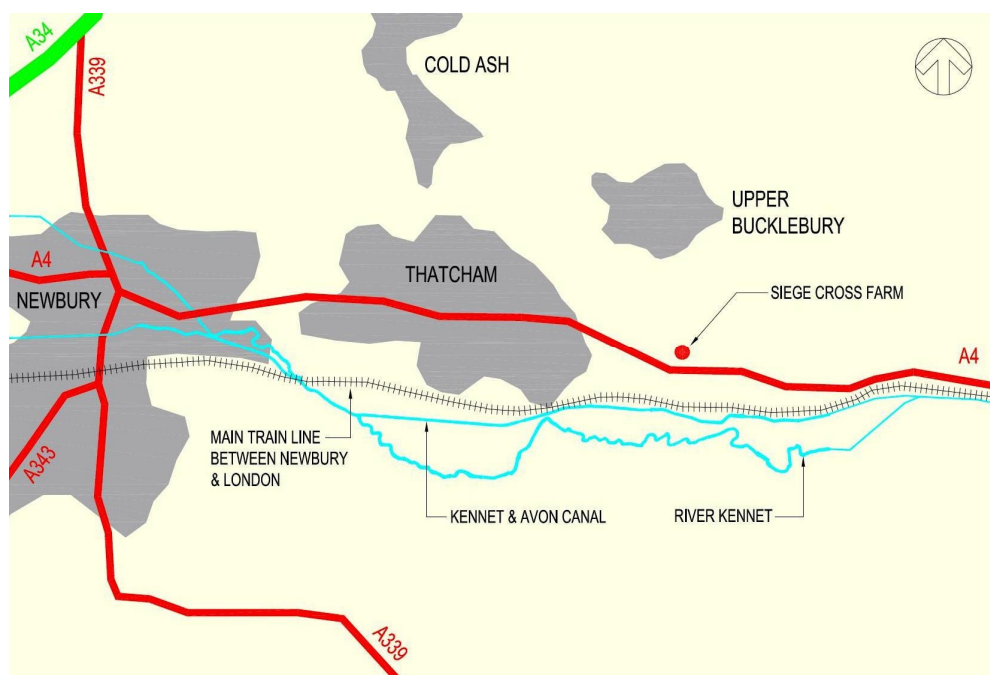 A34
A339
COLD ASH
UPPER
BUCKLEBURY
A4
NEWBURY
THATCHAM
SIEGE CROSS FARM
A4
MAIN TRAIN LINE
BETWEEN NEWBURY
& LONDON
A343
KENNET & AVON CANAL
RIVER KENNET
A339